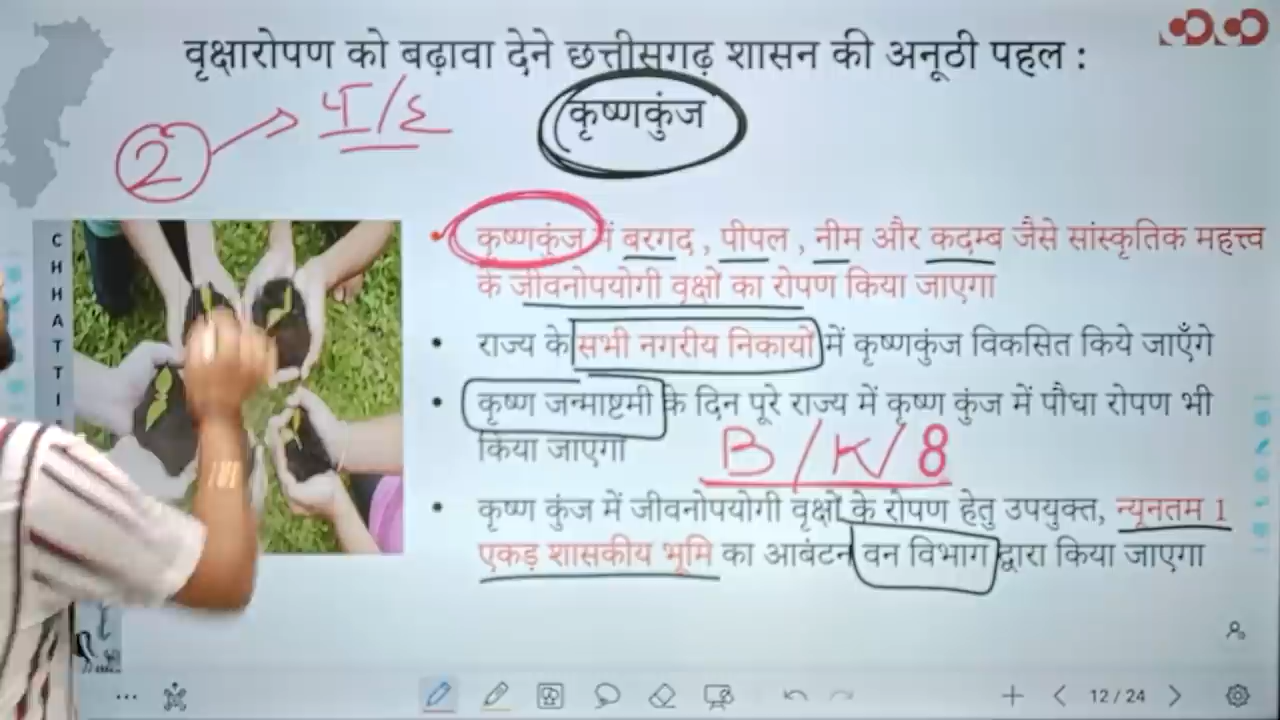 वृक्षारोपण को बढ़ावा देने छत्तीसगढ़ शासन की अनूठी पहल :
कृष्णकुंज
2
CHHATTI
• कृष्णकुंज में बरगद , पीपल , नीम और कदम्ब जैसे सांस्कृतिक महत्त्व
के जीवनोपयोगी वृक्षों का रोपण किया जाएगा
• राज्य के सभी नगरीय निकायों में कृष्णकुंज विकसित किये जाएँगे
• कृष्ण जन्माष्टमी के दिन पूरे राज्य में कृष्ण कुंज में पौधा रोपण भी
किया जाएगा
B/K/8
• कृष्ण कुंज में जीवनोपयोगी वृक्षों के रोपण हेतु उपयुक्त, न्यूनतम 1
एकड़ शासकीय भूमि का आबंटन वन विभाग द्वारा किया जाएगा
12/24